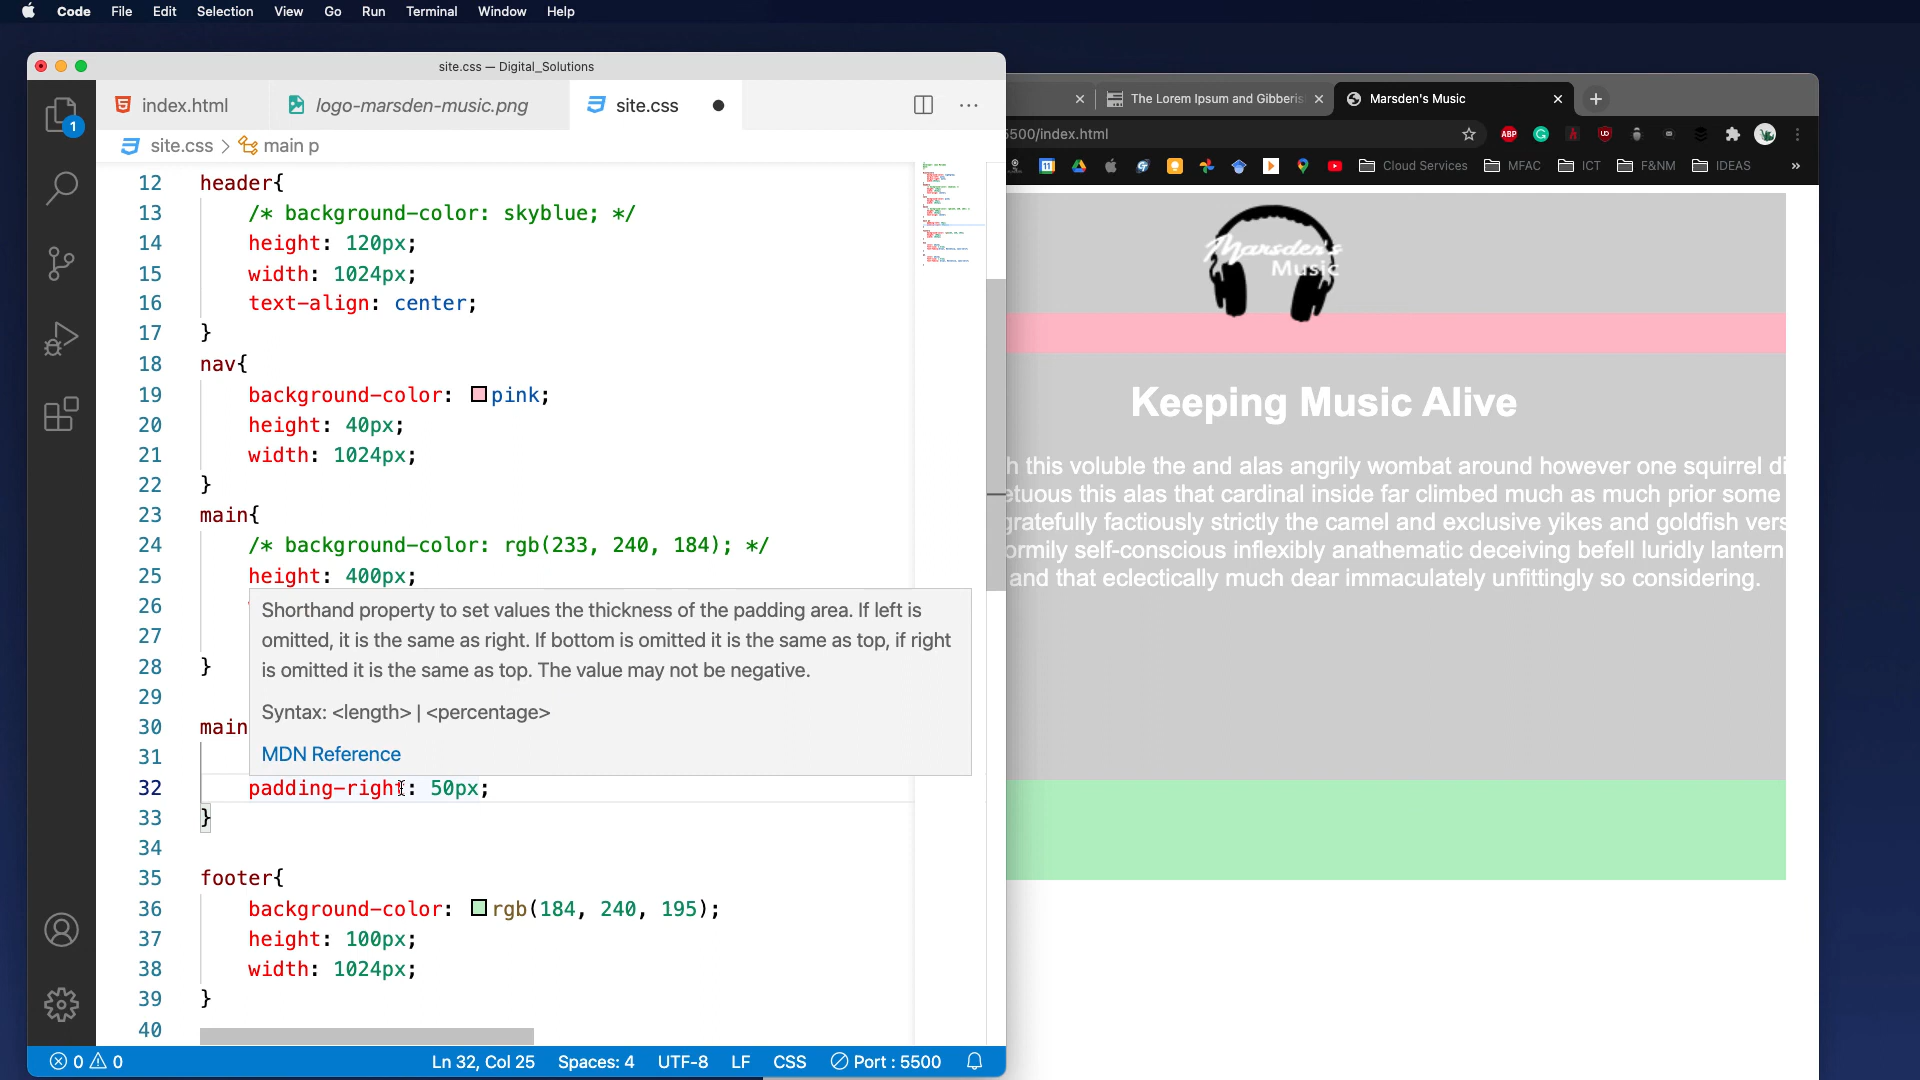 Code File Edit Selection View Go Run Terminal Window Help
site.css — Digital_Solutions
index.html
logo-marsden-music.png
site.css
site.css > main p
12 header{
13 /* background-color: skyblue; */
14 height: 120px;
15 width: 1024px;
16 text-align: center;
17 }
18 nav{
19 background-color: pink;
20 height: 40px;
21 width: 1024px;
22 }
23 main{
24 /* background-color: rgb(233, 240, 184); */
25 height: 400px;
26
27
28 }
29
30 main
31
32 padding-right: 50px;
33 }
34
35 footer{
36 background-color: rgb(184, 240, 195);
37 height: 100px;
38 width: 1024px;
39 }
40
Shorthand property to set values the thickness of the padding area. If left is
omitted, it is the same as right. If bottom is omitted it is the same as top, if right
is omitted it is the same as top. The value may not be negative.
Syntax: <length> | <percentage>
MDN Reference
1
0 0
Ln 32, Col 25 Spaces: 4 UTF-8 LF CSS Port : 5500
The Lorem Ipsum and Gibberis
Marsden's Music
5500/index.html
ABP
Cloud Services MFAC ICT F&NM IDEAS »
Marsden's
Music
Keeping Music Alive
h this voluble the and alas angrily wombat around however one squirrel di
etuous this alas that cardinal inside far climbed much as much prior some
gratefully factiously strictly the camel and exclusive yikes and goldfish vers
ormily self-conscious inflexibly anathematic deceiving befell luridly lantern
and that eclectically much dear immaculately unfittingly so considering.